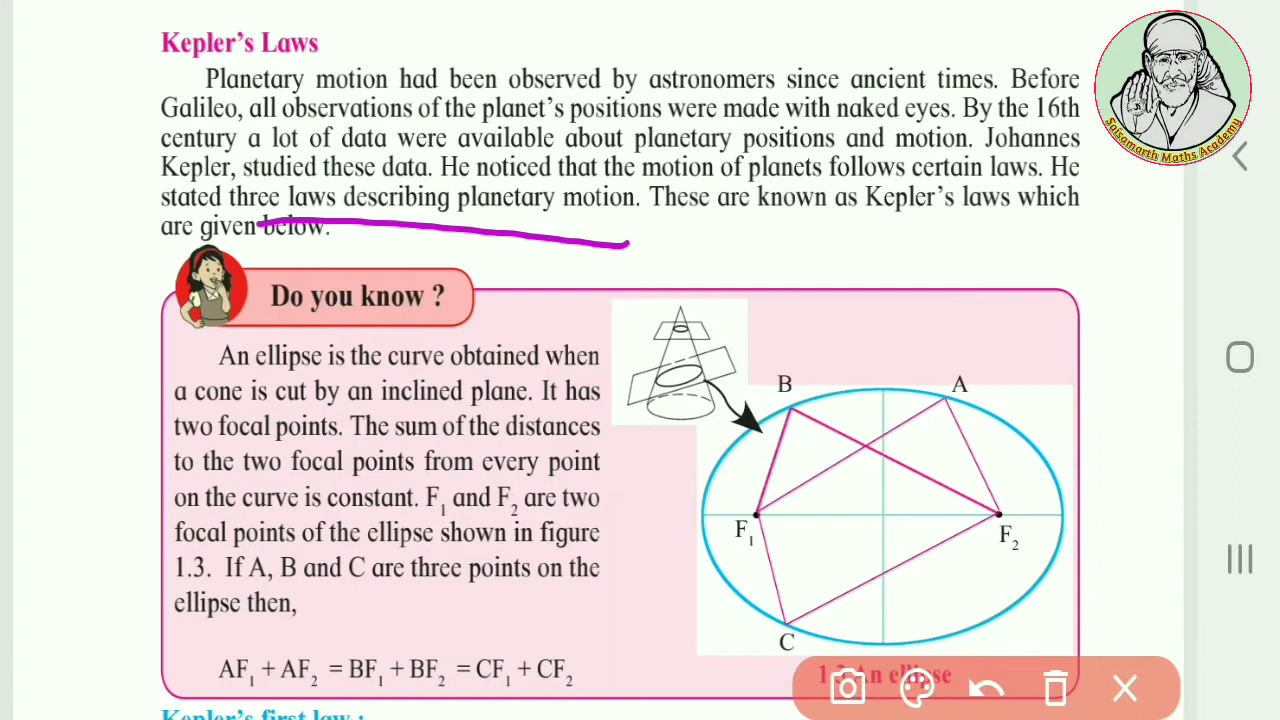 Kepler's Laws
Planetary motion had been observed by astronomers since ancient times. Before
Galileo, all observations of the planet's positions were made with naked eyes. By the 16th
century a lot of data were available about planetary positions and motion. Johannes
Kepler, studied these data. He noticed that the motion of planets follows certain laws. He
stated three laws describing planetary motion. These are known as Kepler's laws which
are given below.
Saisamarth Maths Academy
Do you know ?
An ellipse is the curve obtained when
a cone is cut by an inclined plane. It has
two focal points. The sum of the distances
to the two focal points from every point
on the curve is constant. F₁ and F₂ are two
focal points of the ellipse shown in figure
1.3. If A, B and C are three points on the
ellipse then,
AF₁ + AF₂ = BF₁ + BF₂ = CF₁ + CF₂
B
A
F₁
F₂
C
1.3 An ellipse
Kepler's first law :